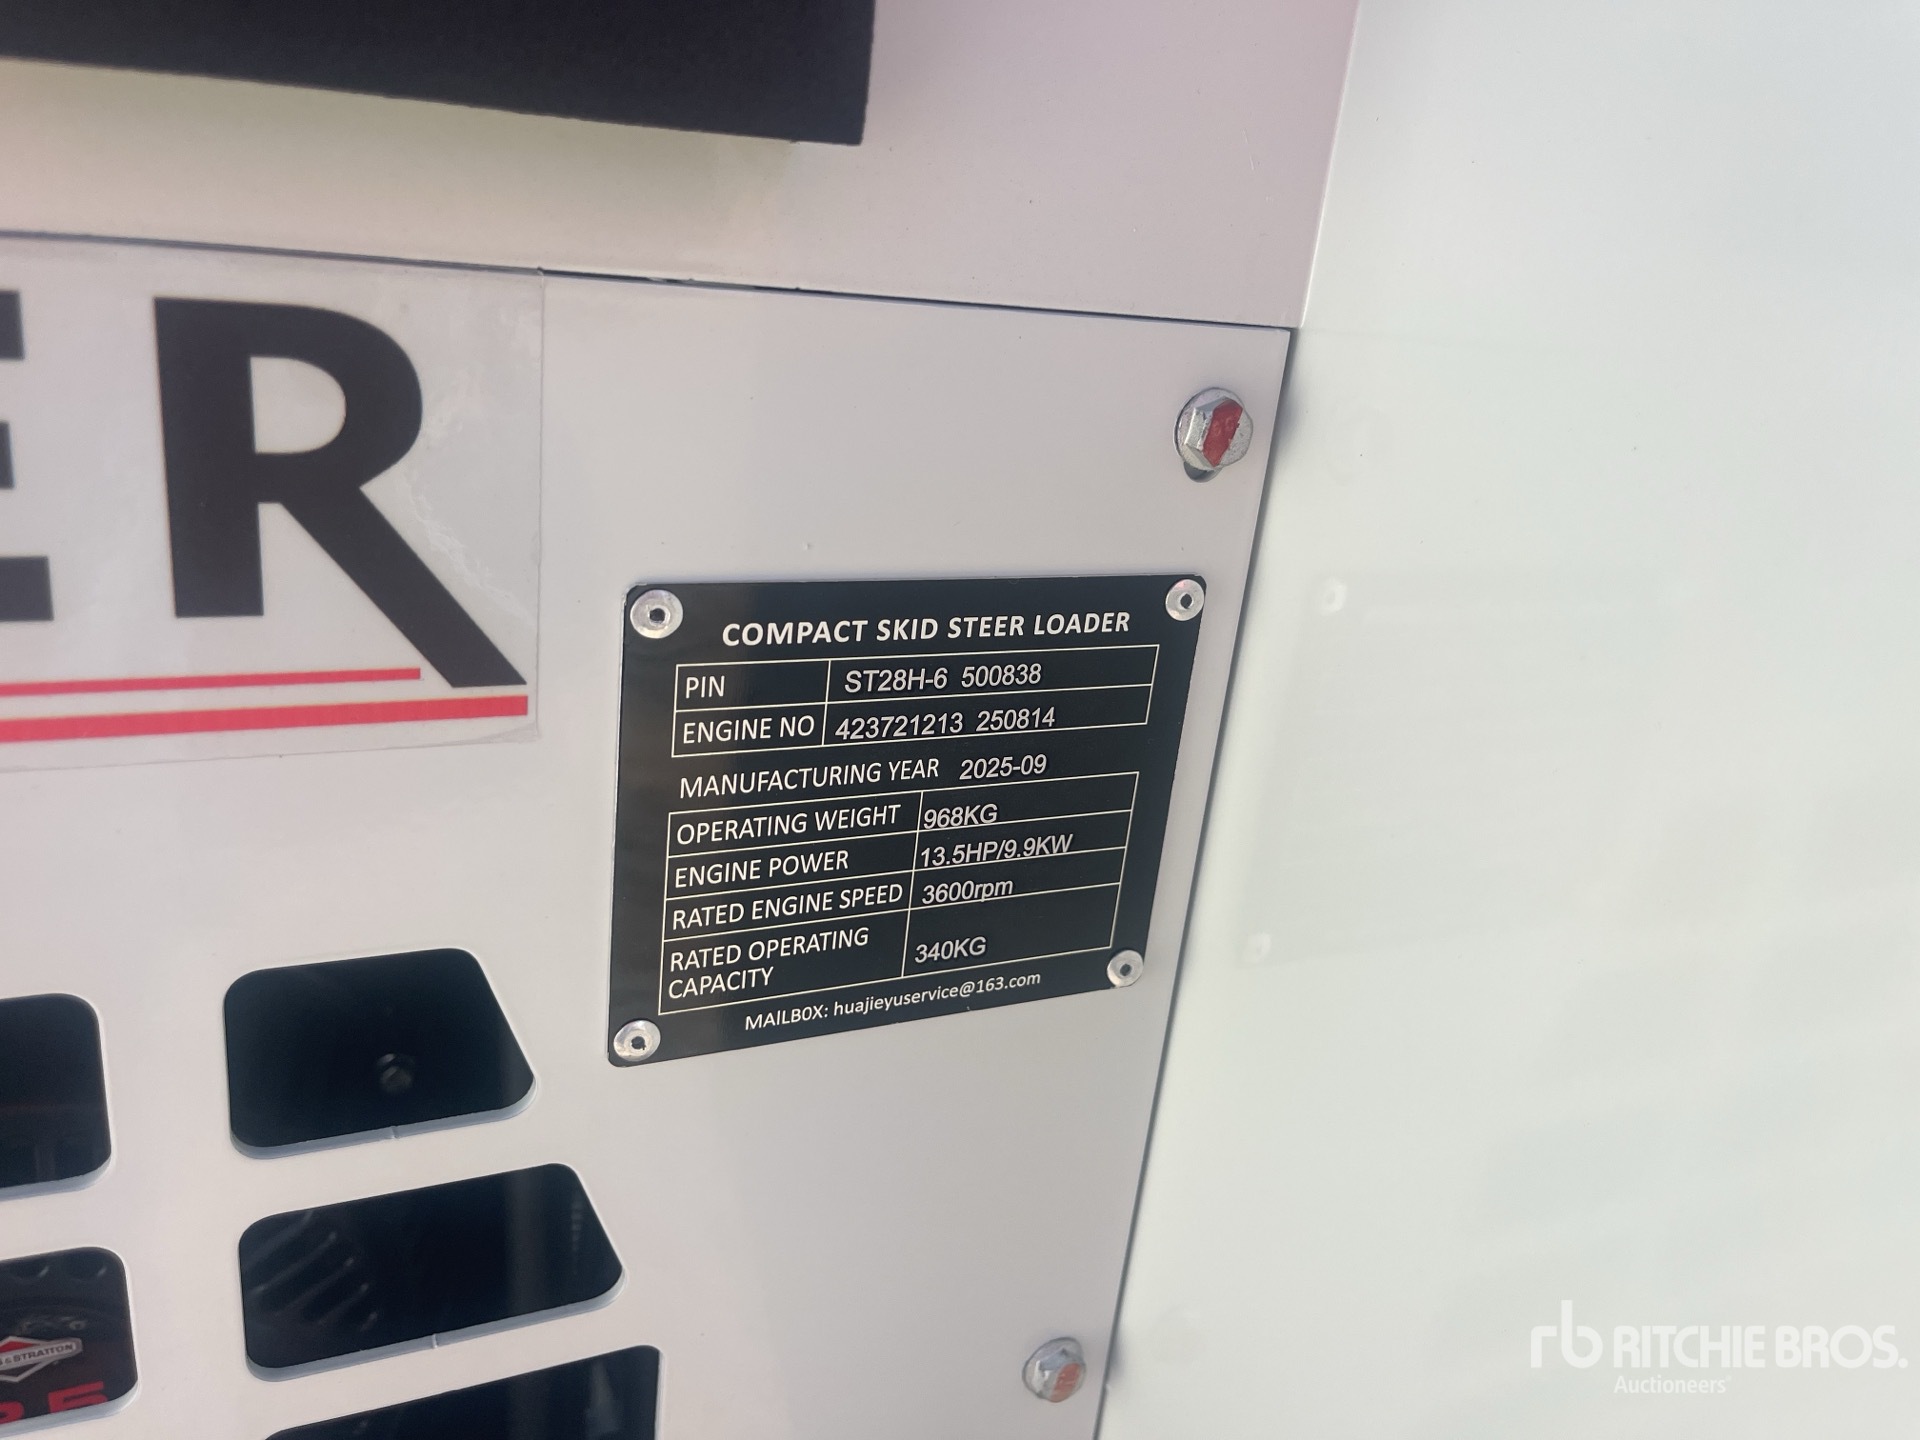 ER
COMPACT SKID STEER LOADER
PIN ST28H-6 500838
ENGINE NO 423721213 250814
MANUFACTURING YEAR 2025-09
OPERATING WEIGHT 968KG
ENGINE POWER 13.5HP/9.9KW
RATED ENGINE SPEED 3600rpm
RATED OPERATING CAPACITY 340KG
MAILBOX: huajieyuservice@163.com
& STRATTON
rb RITCHIE BROS.
Auctioneers